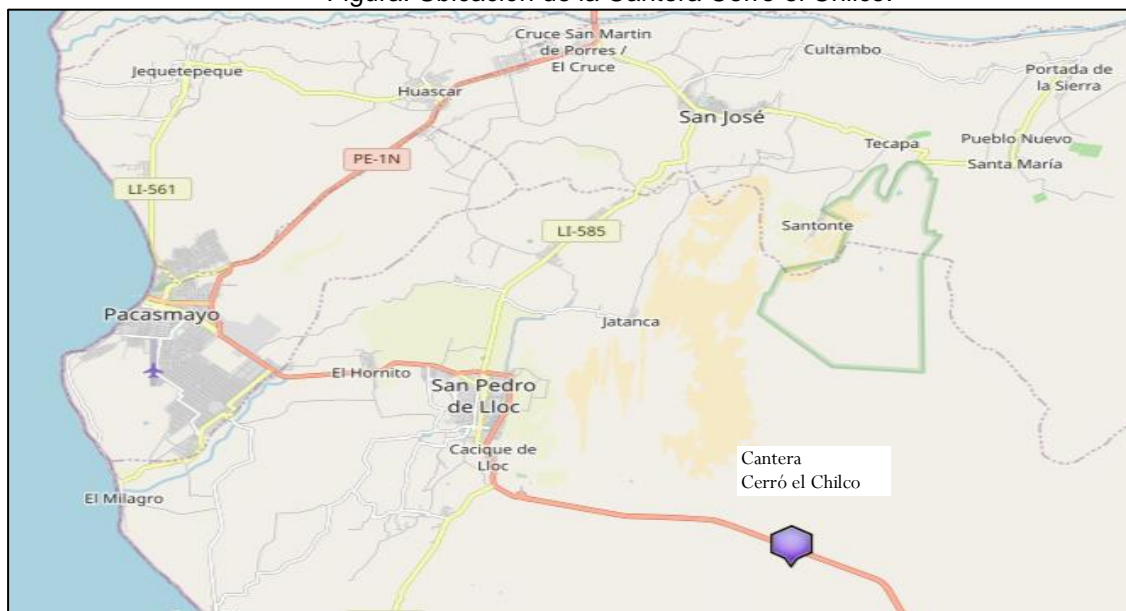 Figura: Ubicación de la Cantera Cerro el Chilco.
Cruce San Martin
de Porres /
El Cruce
Cultambo
Jequetepeque
Portada de
la Sierra
Huascar
San José
Tecapa
Pueblo Nuevo
PE-1N
Santa María
LI-561
Santonte
LI-585
Pacasmayo
Jatanca
El Hornito
San Pedro
de Lloc
Cacique de
Lloc
Cantera
Cerró el Chilco
El Milagro